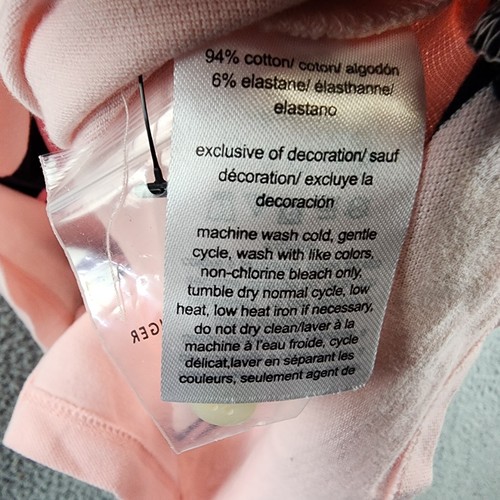 94% cotton/ coton/ algodón
6% elastane/ élasthanne/
elastano
exclusive of decoration/ sauf
décoration/ excluye la
decoración
machine wash cold, gentle
cycle, wash with like colors,
non-chlorine bleach only,
tumble dry normal cycle, low
heat, low heat iron if necessary,
do not dry clean/laver à la
machine à l'eau froide, cycle
délicat,laver en séparant les
couleurs, seulement agent de
NGER